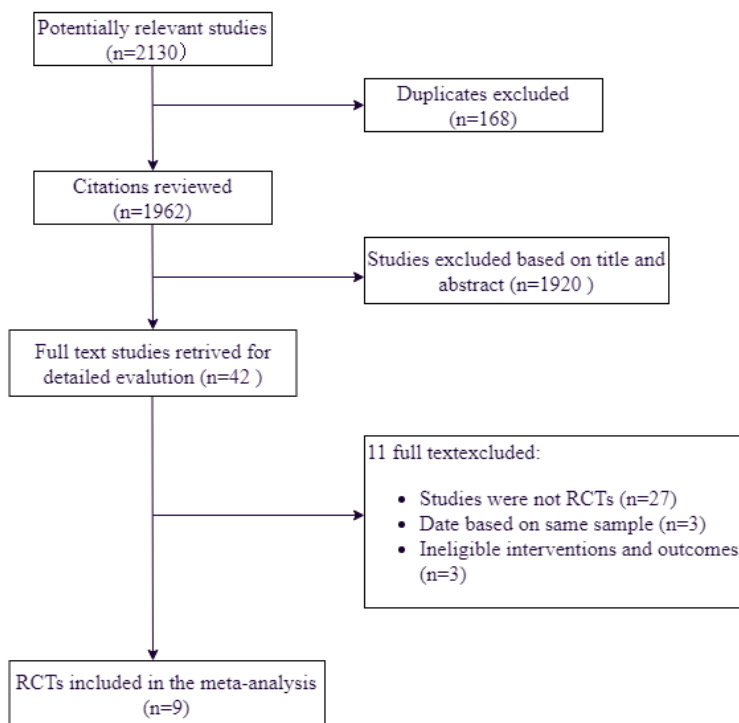 Potentially relevant studies
(n=2130）
Duplicates excluded
(n=168)
Citations reviewed
(n=1962)
Studies excluded based on title and
abstract (n=1920 )
Full text studies retrived for
detailed evalution (n=42 )
11 full textexcluded:
• Studies were not RCTs (n=27)
• Date based on same sample (n=3)
• Ineligible interventions and outcomes
(n=3)
RCTs included in the meta-analysis
(n=9)